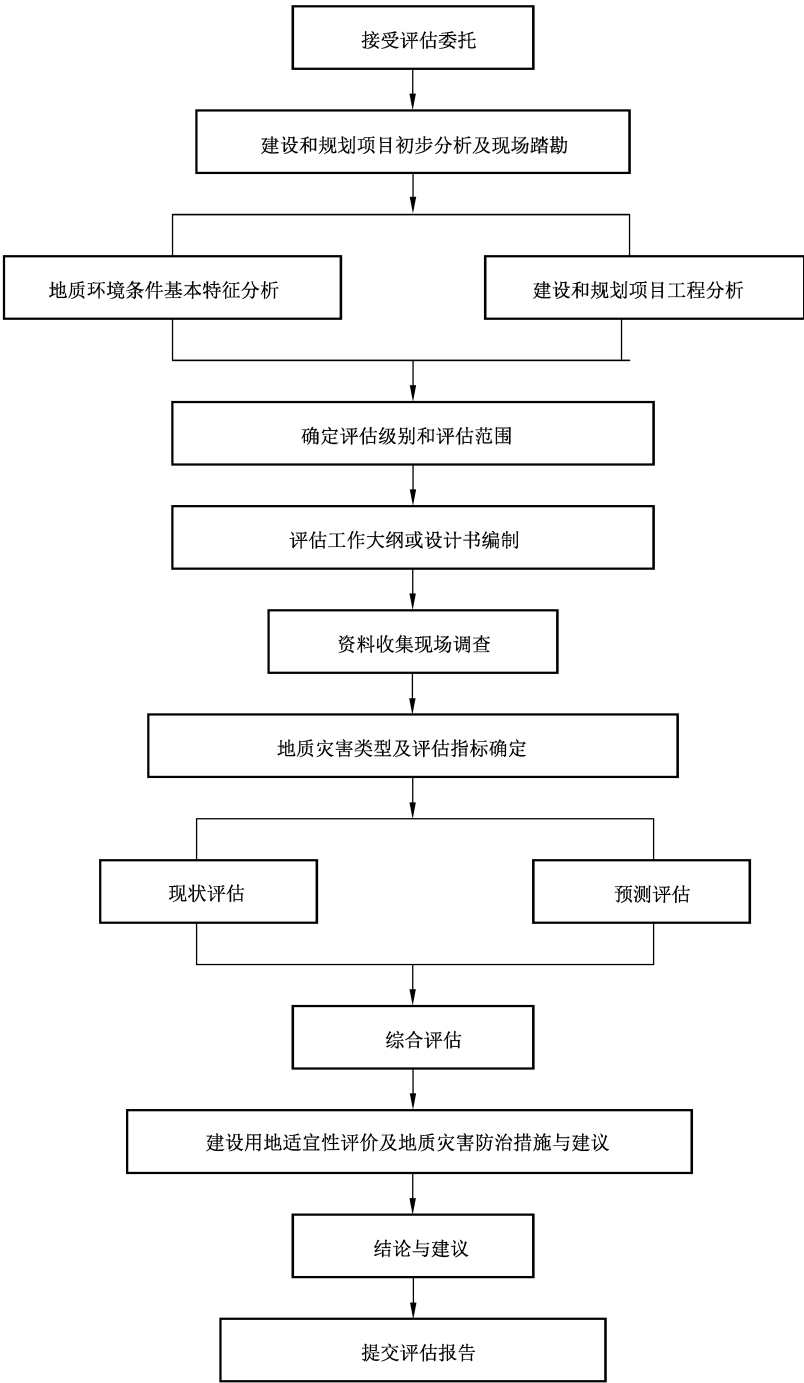 接受评估委托
建设和规划项目初步分析及现场踏勘
地质环境条件基本特征分析
建设和规划项目工程分析
确定评估级别和评估范围
评估工作大纲或设计书编制
资料收集现场调查
地质灾害类型及评估指标确定
现状评估
预测评估
综合评估
建设用地适宜性评价及地质灾害防治措施与建议
结论与建议
提交评估报告